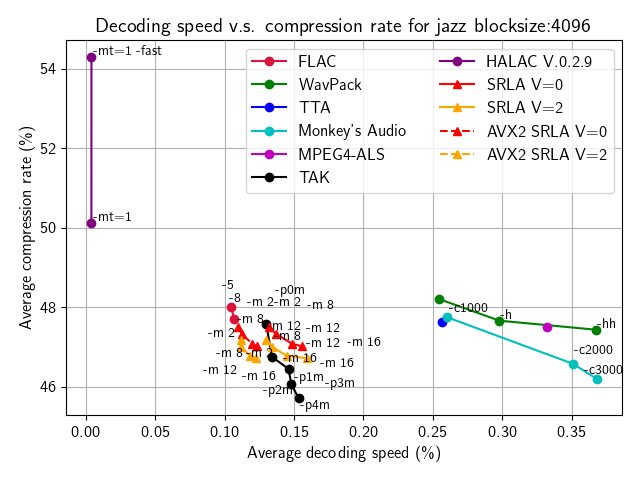 Decoding speed v.s. compression rate for jazz blocksize:4096
Average compression rate (%)
54
52
50
48
46
-mt=1 -fast
-mt=1
FLAC
WavPack
TTA
Monkey's Audio
MPEG4-ALS
TAK
HALAC V.0.2.9
SRLA V=0
SRLA V=2
AVX2 SRLA V=0
AVX2 SRLA V=2
-5
-p0m
-8
-m 2
-m 2
-m 8
-c1000
-h
-hh
-m 8
-m 12
-m 12
-m 2
-m 8
-m 12
-m 16
-m 8
-m 2
-m 16
-m 16
-c2000
-m 12
-m 16
-p1m
-p3m
-c3000
-p2m
-p4m
0.00
0.05
0.10
0.15
0.20
0.25
0.30
0.35
Average decoding speed (%)